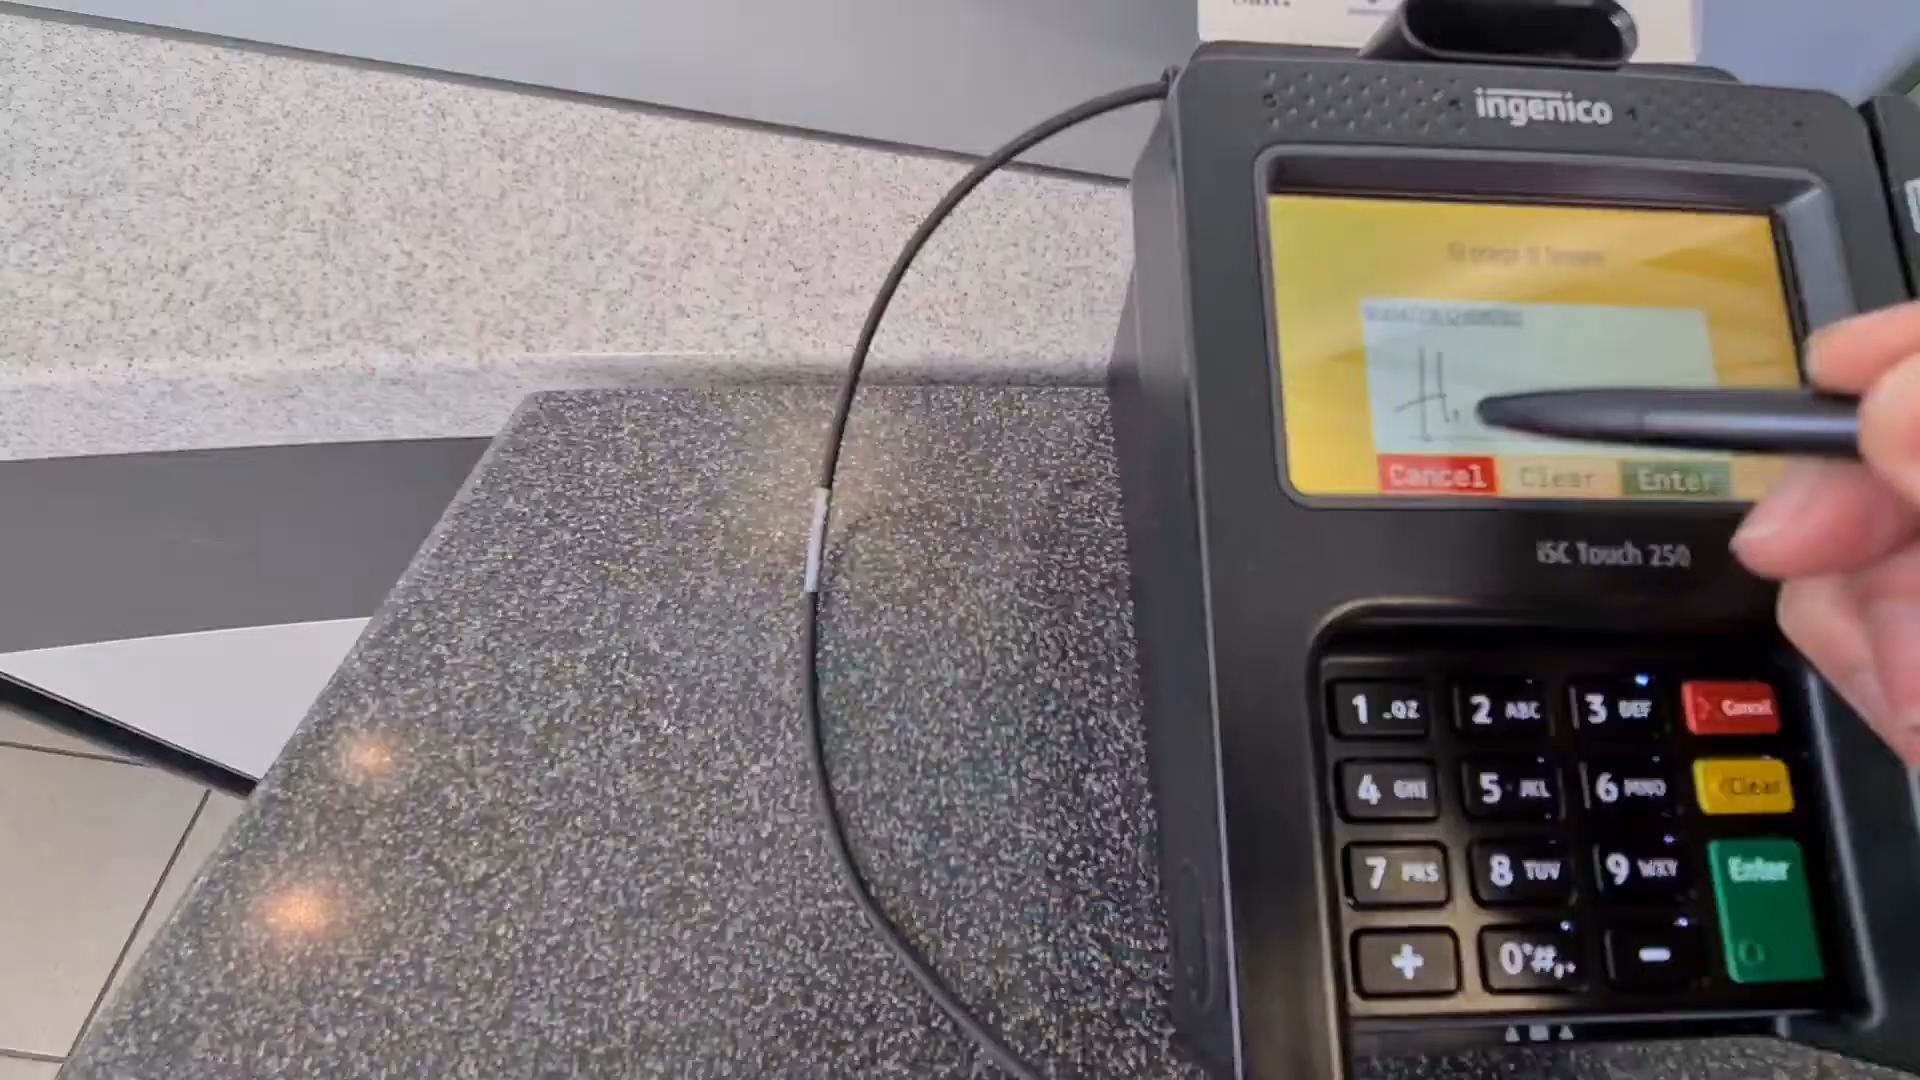 ingenico
H.
Cancel Clear Enter
iSC Touch 250
1 .QZ 2 ABC 3 DEF Cancel
4 GHI 5 JKL 6 MNO Clear
7 PRS 8 TUV 9 WXY Enter
+ 0*#,. -